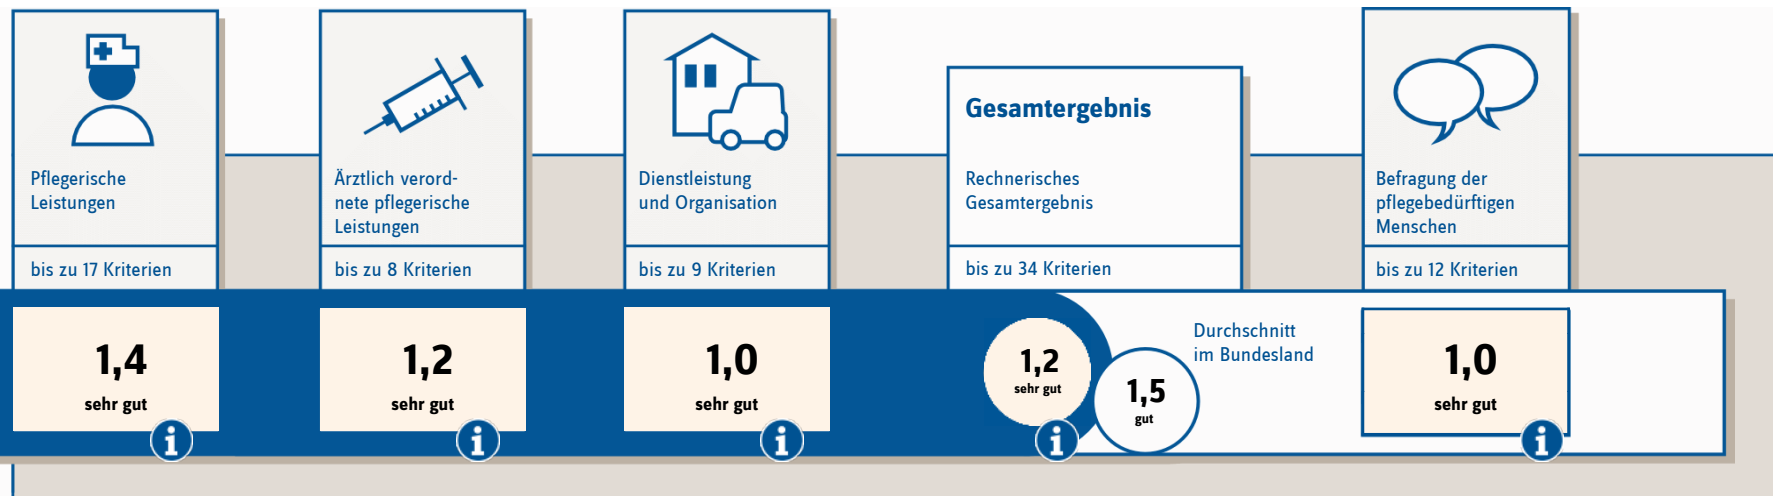 Pflegerische
Leistungen
bis zu 17 Kriterien
1,4
sehr gut
Ärztlich verord-
nete pflegerische
Leistungen
bis zu 8 Kriterien
1,2
sehr gut
Dienstleistung
und Organisation
bis zu 9 Kriterien
1,0
sehr gut
Gesamtergebnis
Rechnerisches
Gesamtergebnis
bis zu 34 Kriterien
1,2
sehr gut
Durchschnitt
im Bundesland
1,5
gut
Befragung der
pflegebedürftigen
Menschen
bis zu 12 Kriterien
1,0
sehr gut